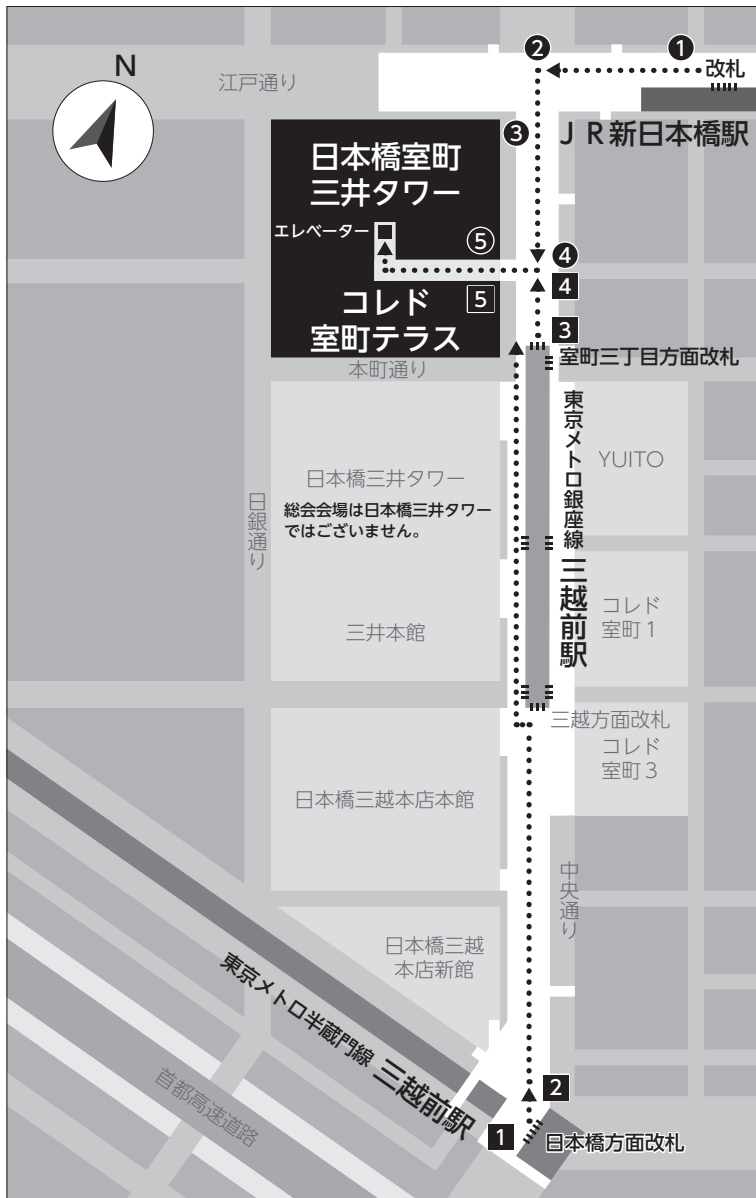 N
江戸通り
❷
❶
改札
❸
JR新日本橋駅
日本橋室町
三井タワー
エレベーター
⑤
❹
4
コレド
室町テラス
5
3
室町三丁目方面改札
本町通り
東京メトロ銀座線
三越前駅
日本橋三井タワー
総会会場は日本橋三井タワー
ではございません。
YUITO
日銀通り
三井本館
コレド
室町1
三越方面改札
コレド
室町3
日本橋三越本店本館
中央通り
日本橋三越
本店新館
東京メトロ半蔵門線
三越前駅
首都高速道路
2
1
日本橋方面改札